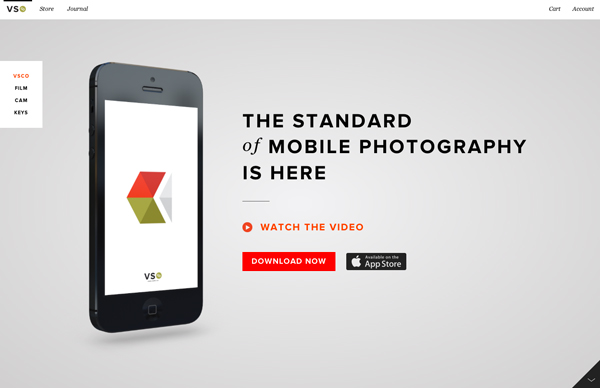 VSCO
Store
Journal
Cart
Account
VSCO
FILM
CAM
KEYS
THE STANDARD
of MOBILE PHOTOGRAPHY
IS HERE
WATCH THE VIDEO
DOWNLOAD NOW
Available on the
App Store
VSCO